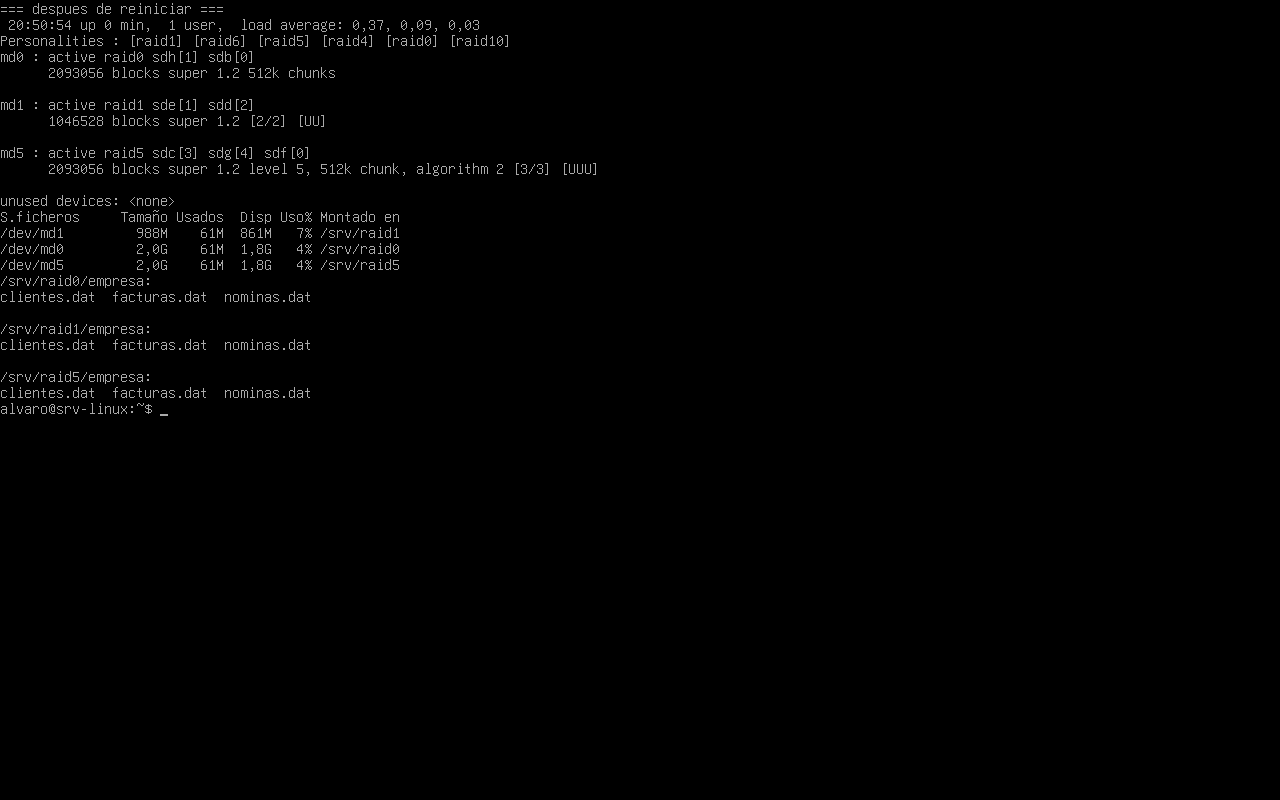 === despues de reiniciar ===
 20:50:54 up 0 min,  1 user,  load average: 0,37, 0,09, 0,03
Personalities : [raid1] [raid6] [raid5] [raid4] [raid0] [raid10]
md0 : active raid0 sdh[1] sdb[0]
      2093056 blocks super 1.2 512k chunks

md1 : active raid1 sde[1] sdd[2]
      1046528 blocks super 1.2 [2/2] [UU]

md5 : active raid5 sdc[3] sdg[4] sdf[0]
      2093056 blocks super 1.2 level 5, 512k chunk, algorithm 2 [3/3] [UUU]

unused devices: <none>
S.ficheros     Tamaño Usados  Disp Uso% Montado en
/dev/md1         988M    61M  861M   7% /srv/raid1
/dev/md0         2,0G    61M  1,8G   4% /srv/raid0
/dev/md5         2,0G    61M  1,8G   4% /srv/raid5
/srv/raid0/empresa:
clientes.dat  facturas.dat  nominas.dat

/srv/raid1/empresa:
clientes.dat  facturas.dat  nominas.dat

/srv/raid5/empresa:
clientes.dat  facturas.dat  nominas.dat
alvaro@srv-linux:~$ _